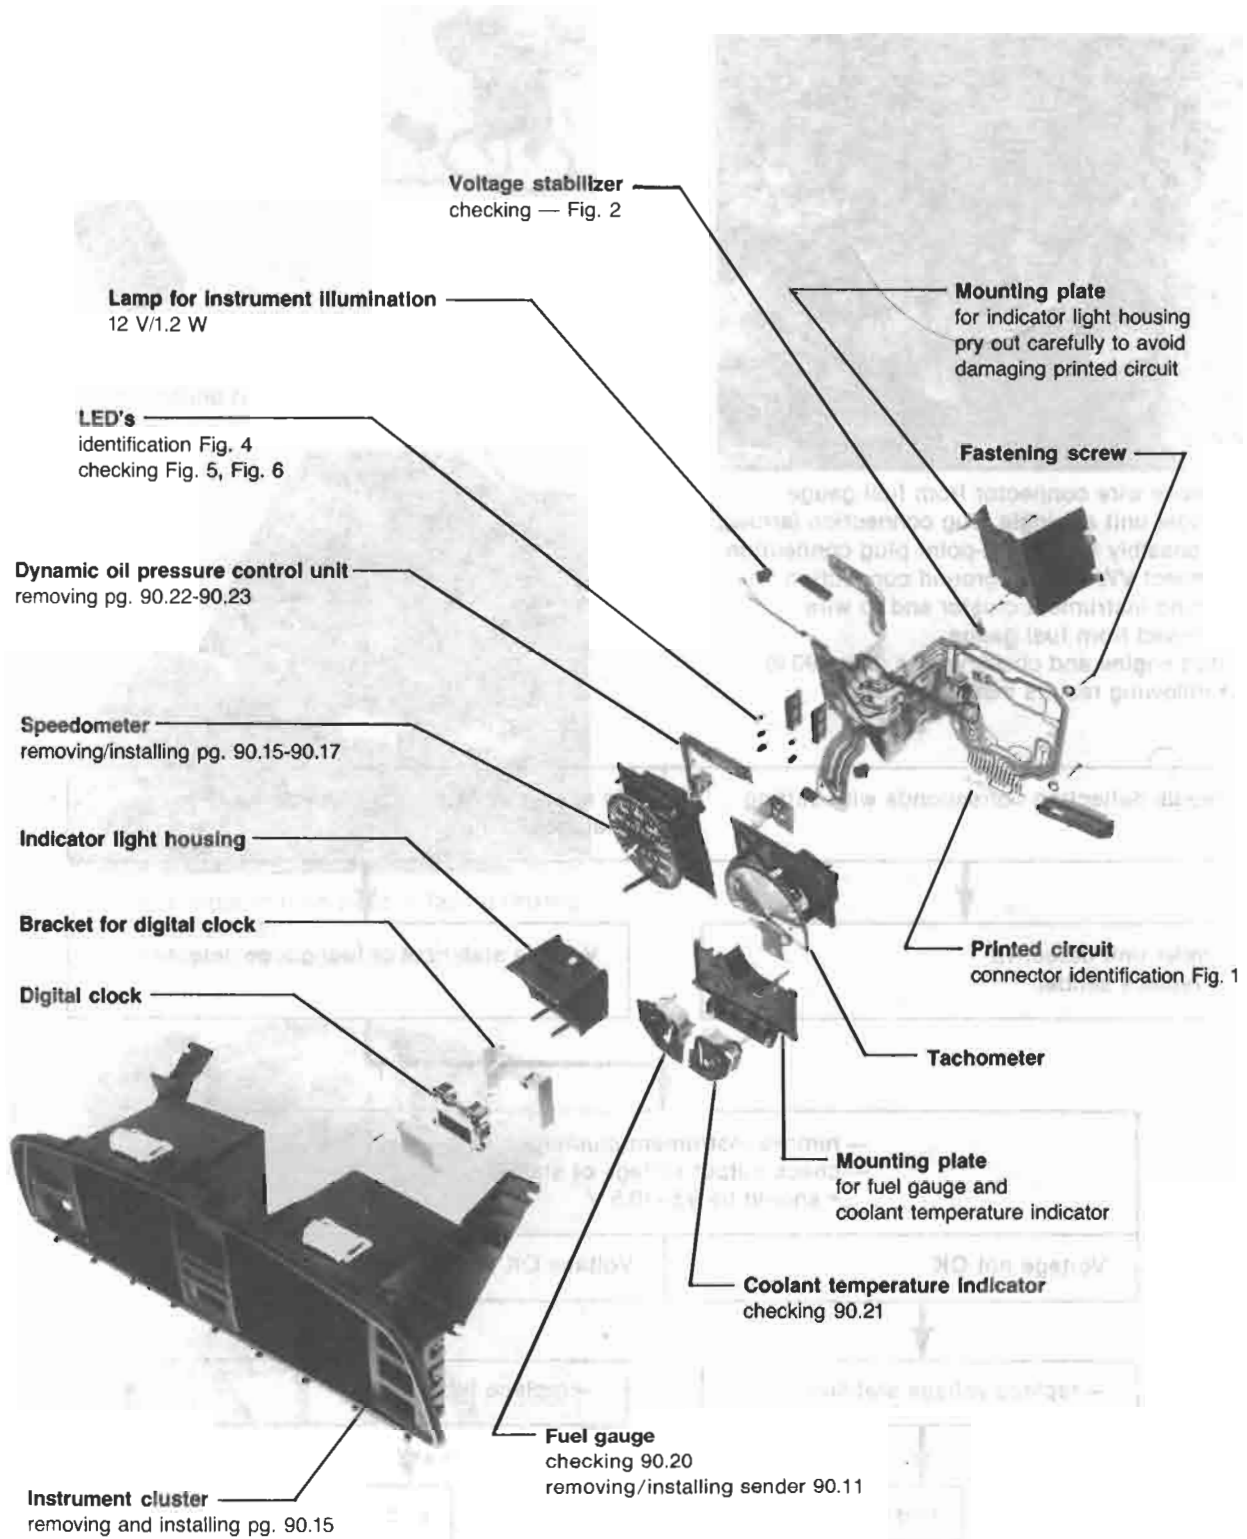 Voltage stabilizer
checking — Fig. 2
Lamp for instrument illumination
12 V/1.2 W
Mounting plate
for indicator light housing
pry out carefully to avoid
damaging printed circuit
LED's
identification Fig. 4
checking Fig. 5, Fig. 6
Fastening screw
Dynamic oil pressure control unit
removing pg. 90.22-90.23
Speedometer
removing/installing pg. 90.15-90.17
Indicator light housing
Bracket for digital clock
Printed circuit
connector identification Fig. 1
Digital clock
Tachometer
Mounting plate
for fuel gauge and
coolant temperature indicator
Coolant temperature indicator
checking 90.21
Fuel gauge
checking 90.20
removing/installing sender 90.11
Instrument cluster
removing and installing pg. 90.15